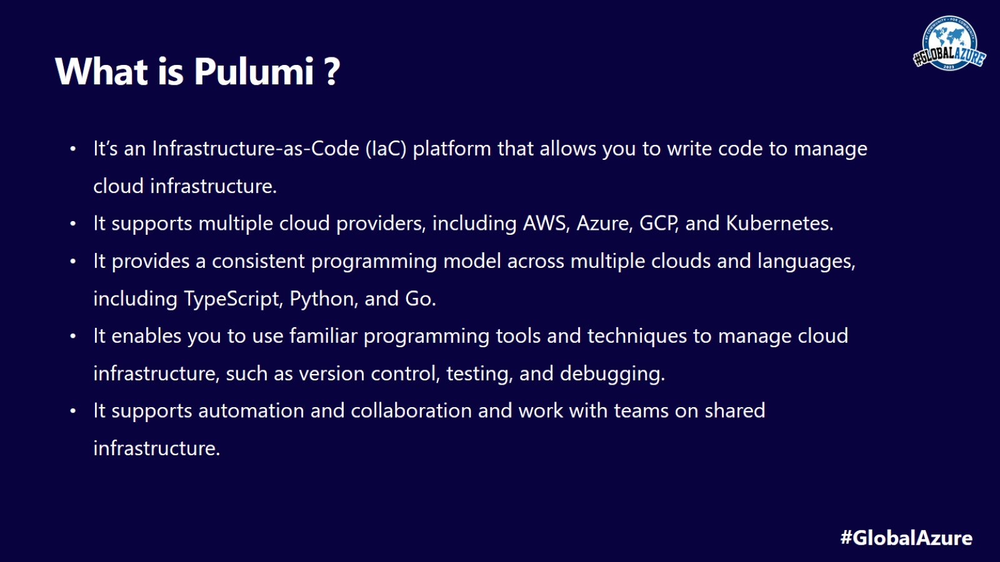 BY COMMUNITY • FOR COMMUNITY
#GLOBALAZURE
2023
What is Pulumi ?
• It’s an Infrastructure-as-Code (IaC) platform that allows you to write code to manage
cloud infrastructure.
• It supports multiple cloud providers, including AWS, Azure, GCP, and Kubernetes.
• It provides a consistent programming model across multiple clouds and languages,
including TypeScript, Python, and Go.
• It enables you to use familiar programming tools and techniques to manage cloud
infrastructure, such as version control, testing, and debugging.
• It supports automation and collaboration and work with teams on shared
infrastructure.
#GlobalAzure